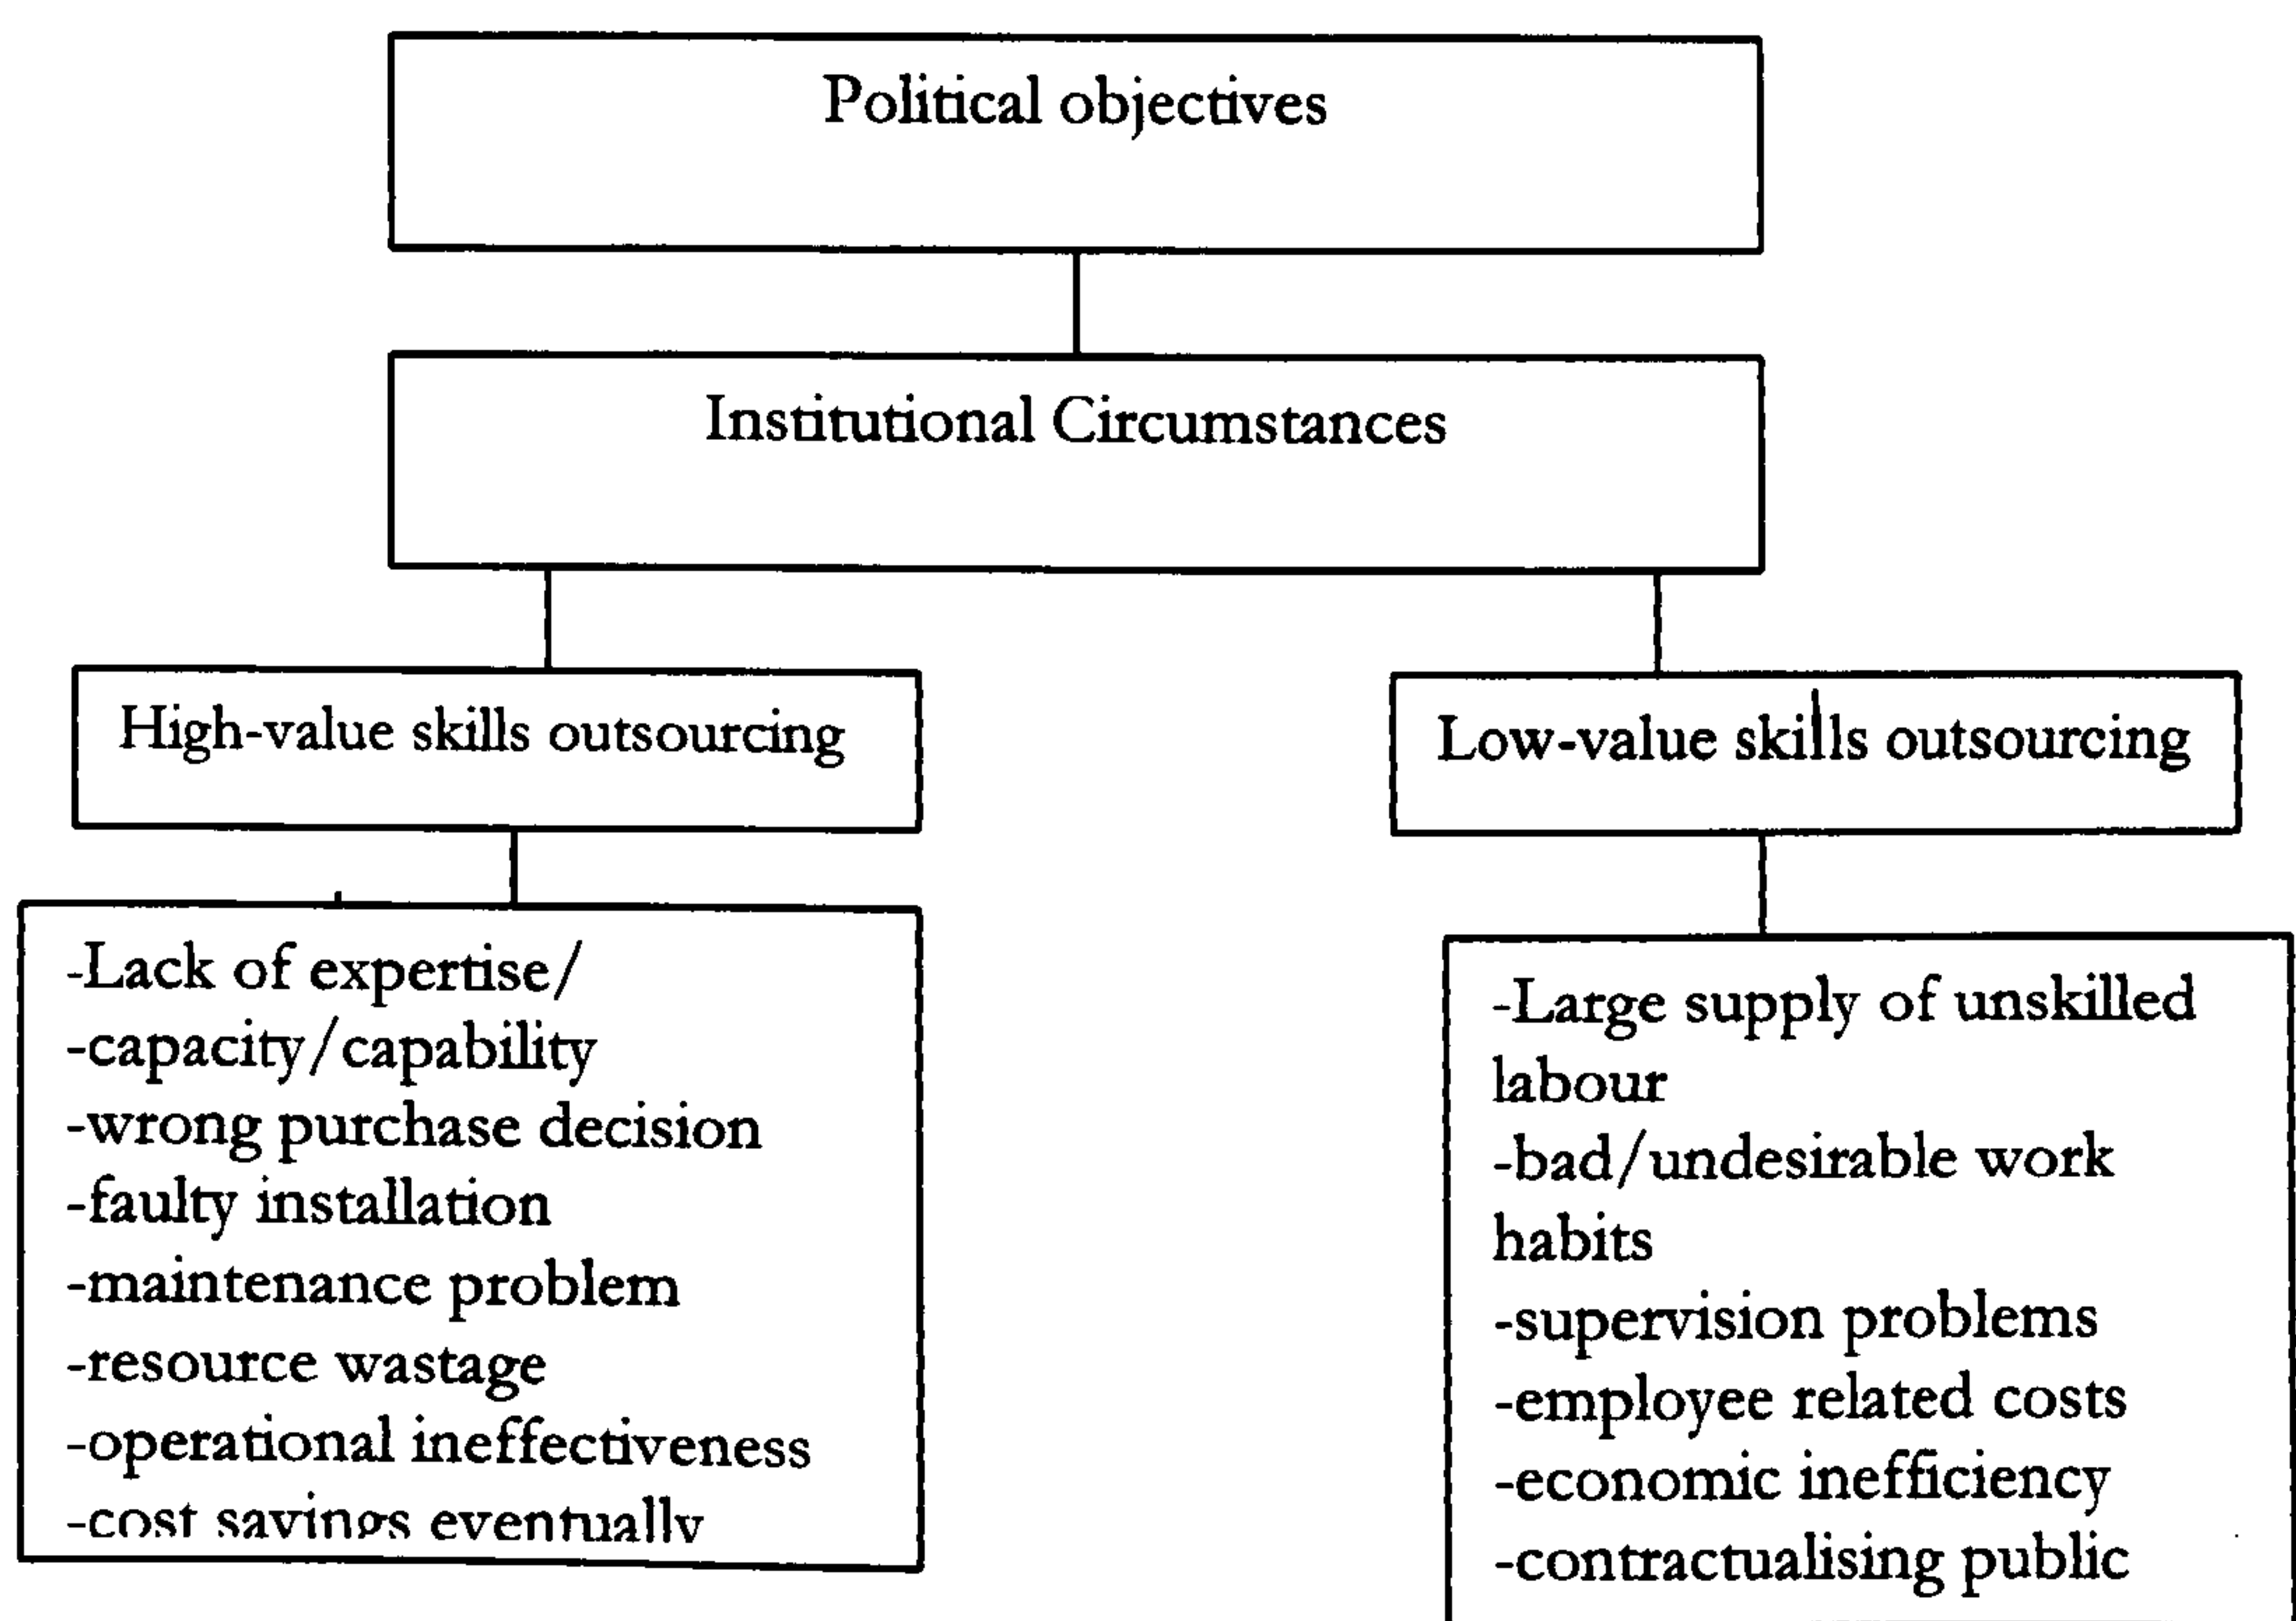 Political objectives
Institutional Circumstances
High-value skills outsourcing
Low-value skills outsourcing
-Lack of expertise/
-capacity/capability
-wrong purchase decision
-faulty installation
-maintenance problem
-resource wastage
-operational ineffectiveness
-cost savings eventually
-Large supply of unskilled
labour
-bad/undesirable work
habits
-supervision problems
-employee related costs
-economic inefficiency
-contractualising public